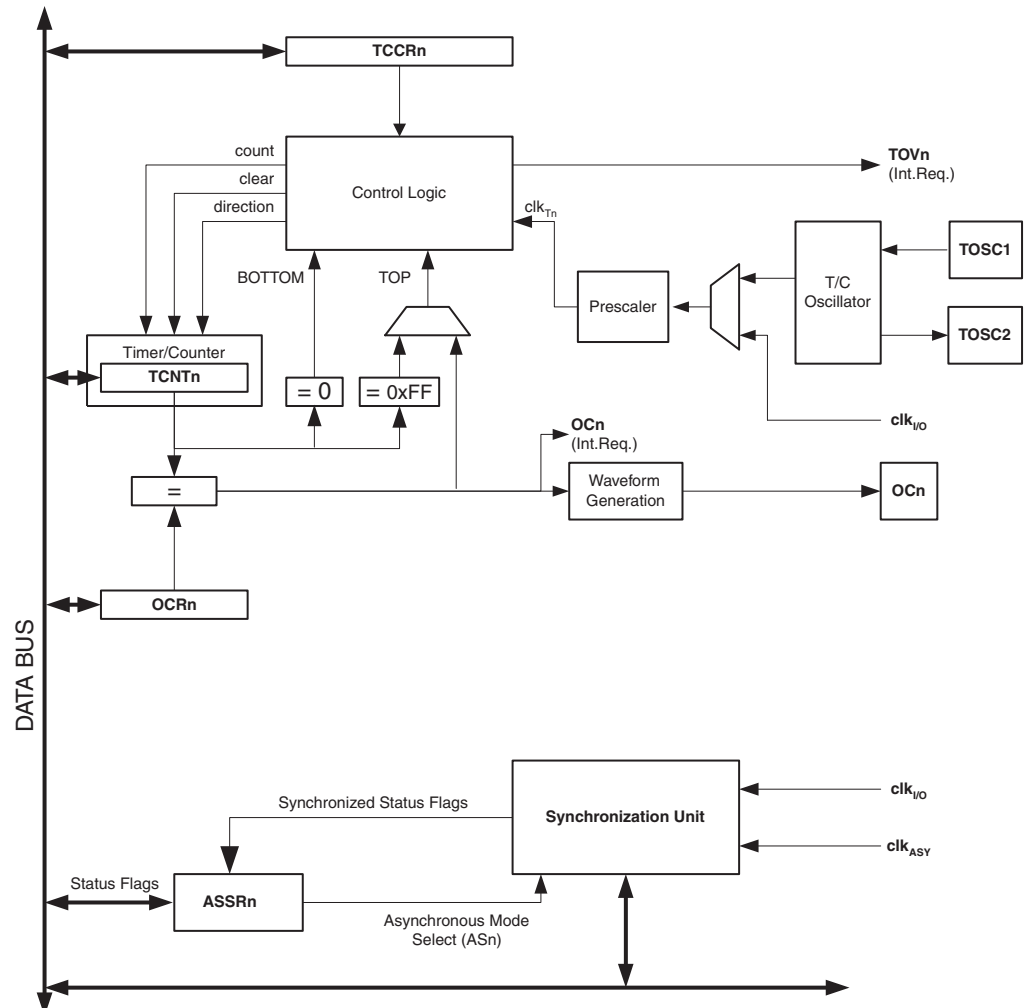 TCCRn
count
clear
direction
Control Logic
TOVn
(Int.Req.)
clkTn
BOTTOM
TOP
TOSC1
T/C
Oscillator
Prescaler
TOSC2
Timer/Counter
TCNTn
= 0
= 0xFF
clkI/O
OCn
(Int.Req.)
=
Waveform
Generation
OCn
OCRn
DATA BUS
Synchronized Status Flags
Synchronization Unit
clkI/O
clkASY
Status Flags
ASSRn
Asynchronous Mode
Select (ASn)